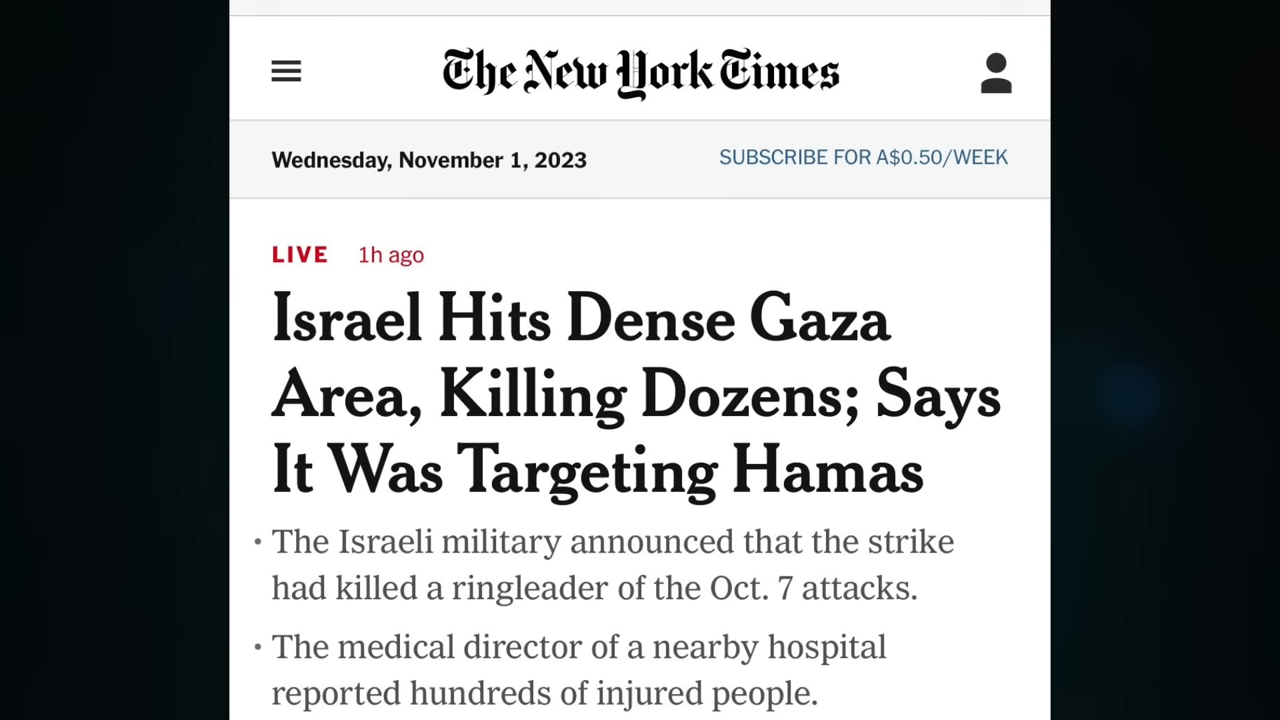 The New York Times
Wednesday, November 1, 2023
SUBSCRIBE FOR A$0.50/WEEK
LIVE 1h ago
Israel Hits Dense Gaza
Area, Killing Dozens; Says
It Was Targeting Hamas
• The Israeli military announced that the strike
had killed a ringleader of the Oct. 7 attacks.
• The medical director of a nearby hospital
reported hundreds of injured people.